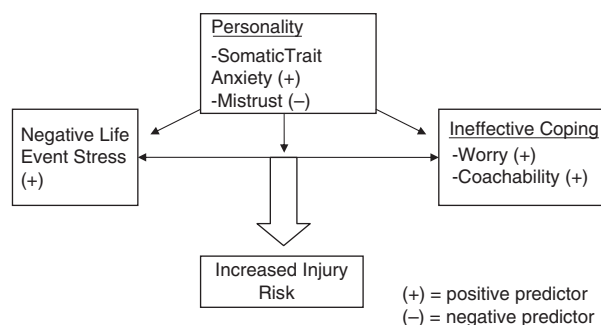 Personality
-SomaticTrait
Anxiety (+)
-Mistrust (–)
Negative Life
Event Stress
(+)
Ineffective Coping
-Worry (+)
-Coachability (+)
Increased Injury
Risk
(+) = positive predictor
(–) = negative predictor